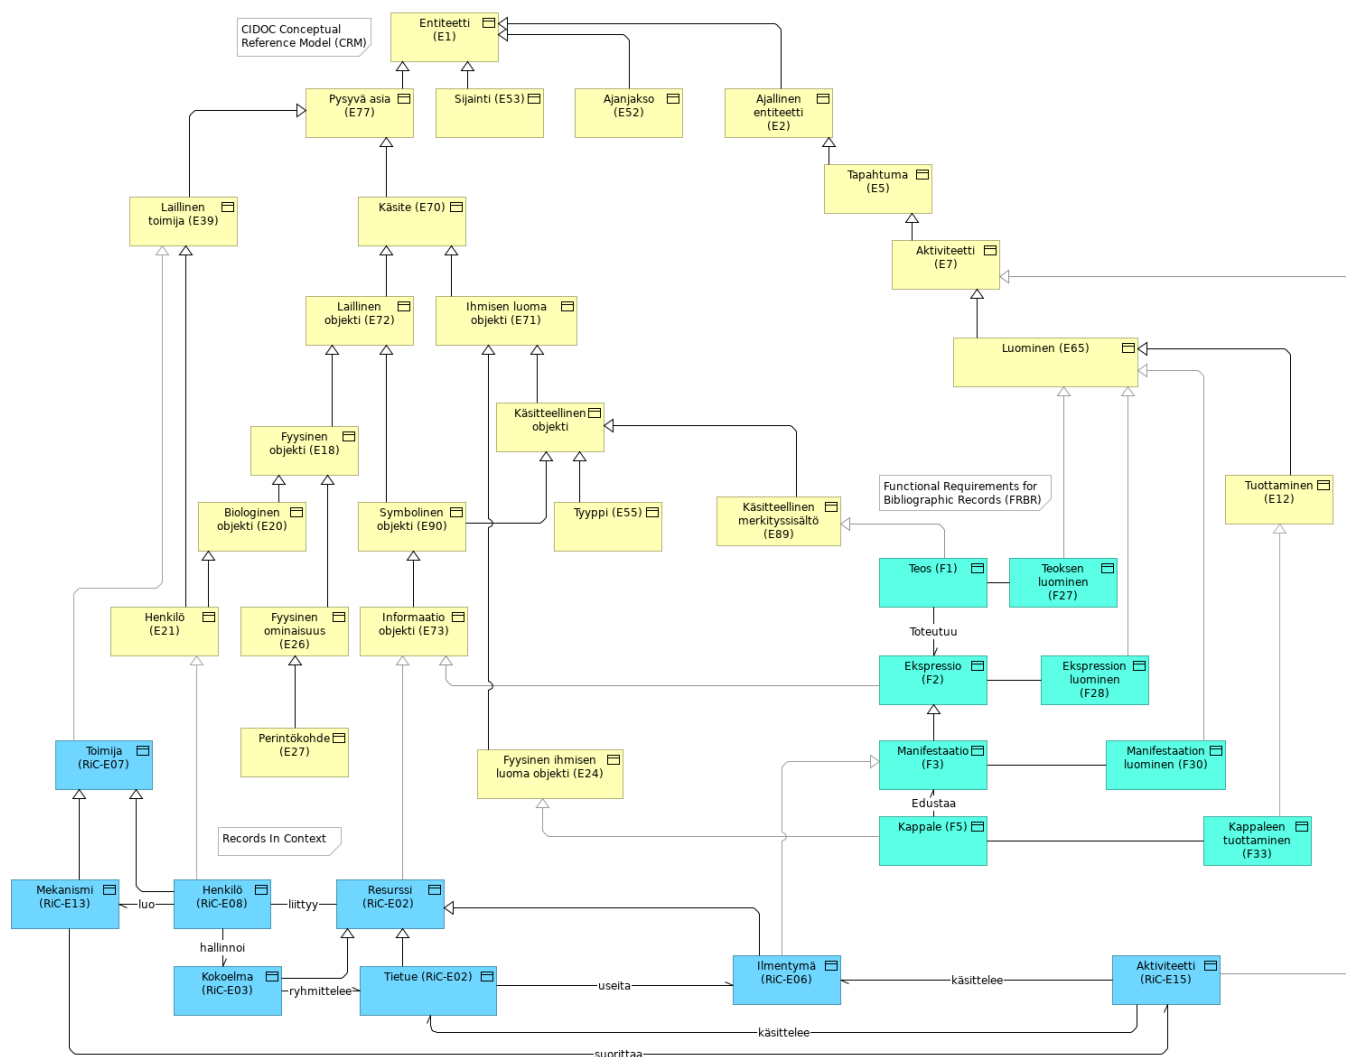 CIDOC Conceptual
Reference Model (CRM)
Entiteetti
(E1)
Pysyvä asia
(E77)
Sijainti (E53)
Ajanjakso
(E52)
Ajallinen
entiteetti
(E2)
Tapahtuma
(E5)
Laillinen
toimija (E39)
Käsite (E70)
Aktiviteetti
(E7)
Laillinen
objekti (E72)
Ihmisen luoma
objekti (E71)
Luominen (E65)
Käsitteellinen
objekti
Fyysinen
objekti (E18)
Functional Requirements for
Bibliographic Records (FRBR)
Tuottaminen
(E12)
Biologinen
objekti (E20)
Symbolinen
objekti (E90)
Tyyppi (E55)
Käsitteellinen
merkityssisältö
(E89)
Teos (F1)
Teoksen
luominen
(F27)
Henkilö
(E21)
Fyysinen
ominaisuus
(E26)
Informaatio
objekti (E73)
Toteutuu
Ekspressio
(F2)
Ekspression
luominen
(F28)
Perintökohde
(E27)
Toimija
(RiC-E07)
Fyysinen ihmisen
luoma objekti (E24)
Manifestaatio
(F3)
Manifestaation
luominen (F30)
Edustaa
Kappale (F5)
Kappaleen
tuottaminen
(F33)
Records In Context
Mekanismi
(RiC-E13)
luo
Henkilö
(RiC-E08)
liittyy
Resurssi
(RiC-E02)
hallinnoi
Kokoelma
(RiC-E03)
ryhmittelee
Tietue (RiC-E02)
useita
Ilmentymä
(RiC-E06)
käsittelee
Aktiviteetti
(RiC-E15)
käsittelee
suorittaa